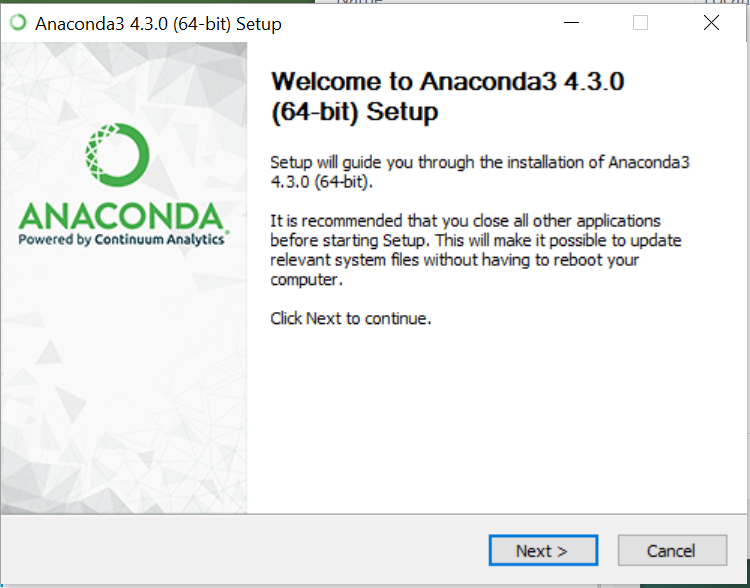 Anaconda3 4.3.0 (64-bit) Setup
Welcome to Anaconda3 4.3.0
(64-bit) Setup
Setup will guide you through the installation of Anaconda3
4.3.0 (64-bit).
It is recommended that you close all other applications
before starting Setup. This will make it possible to update
relevant system files without having to reboot your
computer.
Click Next to continue.
ANACONDA®
Powered by Continuum Analytics®
Next >
Cancel